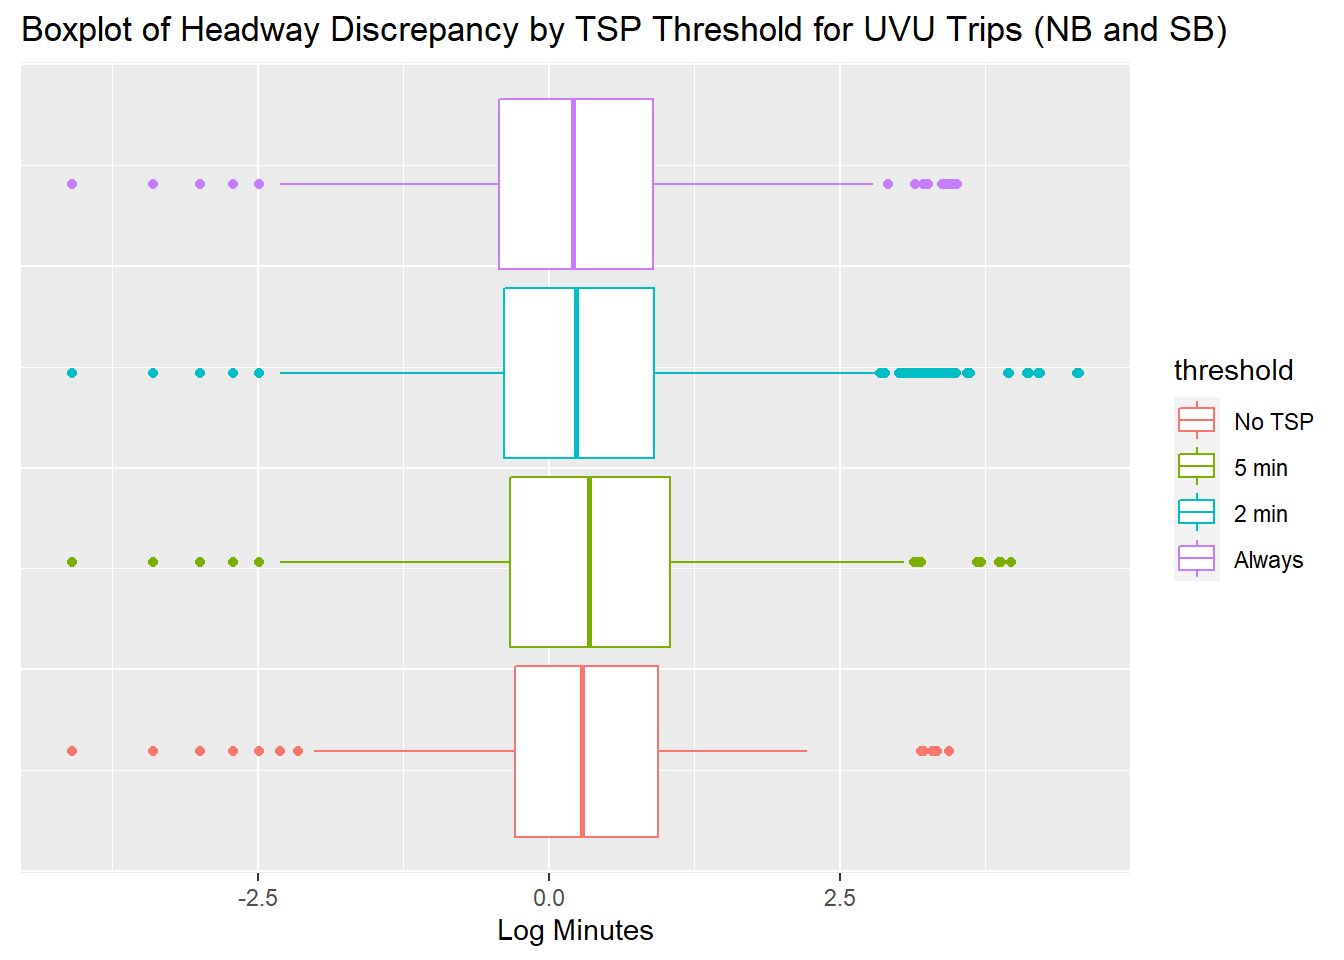 Boxplot of Headway Discrepancy by TSP Threshold for UVU Trips (NB and SB)
threshold
No TSP
5 min
2 min
Always
-2.5 0.0 2.5
Log Minutes